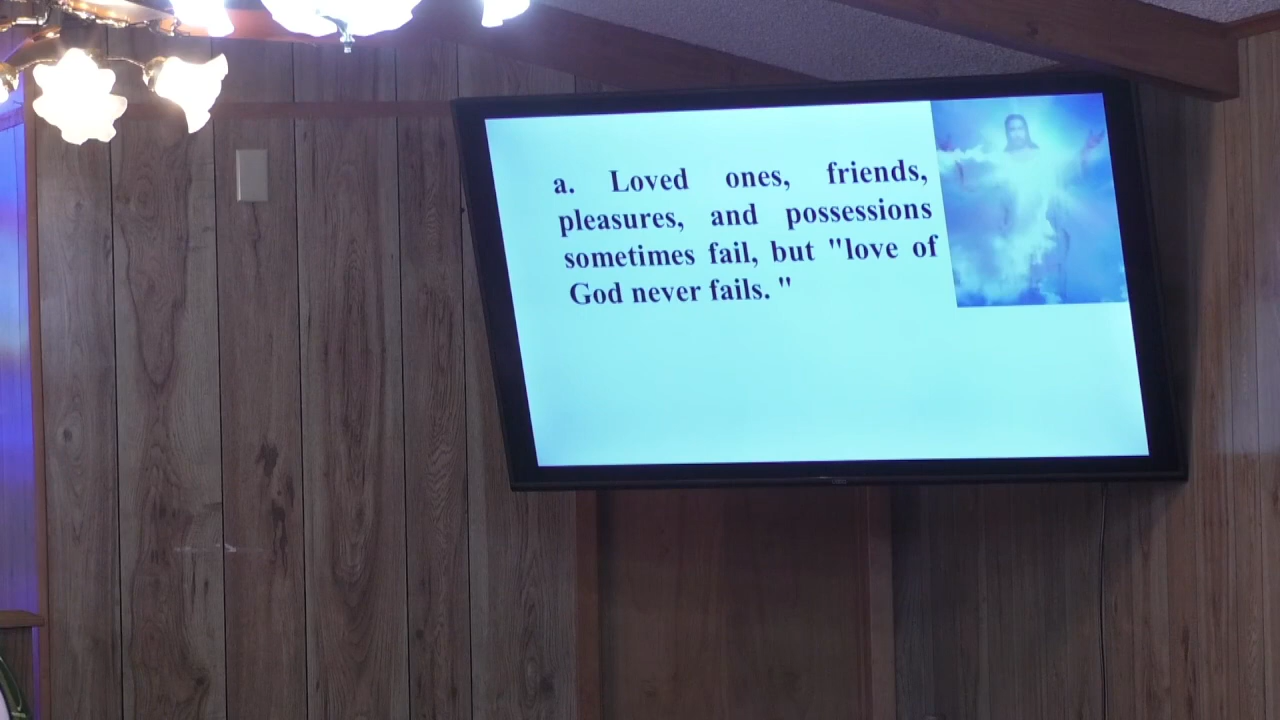 a. Loved ones, friends,
pleasures, and possessions
sometimes fail, but "love of
God never fails. "